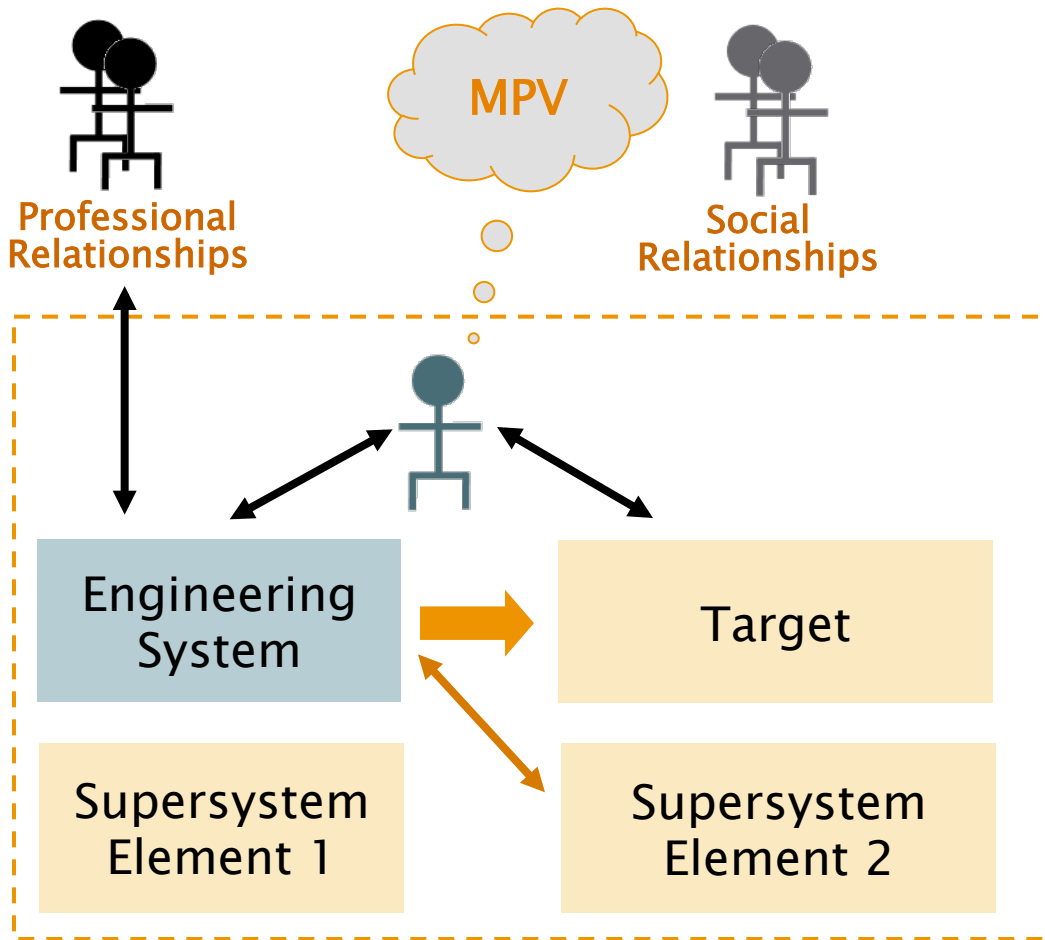 MPV
Professional
Relationships
Social
Relationships
Engineering
System
Target
Supersystem
Element 1
Supersystem
Element 2